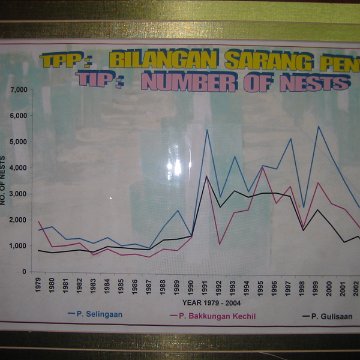 TPP: BILANGAN SARANG PEN
TIP: NUMBER OF NESTS
NO. OF NESTS
7,000
6,000
5,000
4,000
3,000
2,000
1,000
0
1979 1980 1981 1982 1983 1984 1985 1986 1987 1988 1989 1990 1991 1992 1993 1994 1995 1996 1997 1998 1999 2000 2001 2002
YEAR 1979 - 2004
P. Selingaan P. Bakkungan Kechil P. Gulisaan